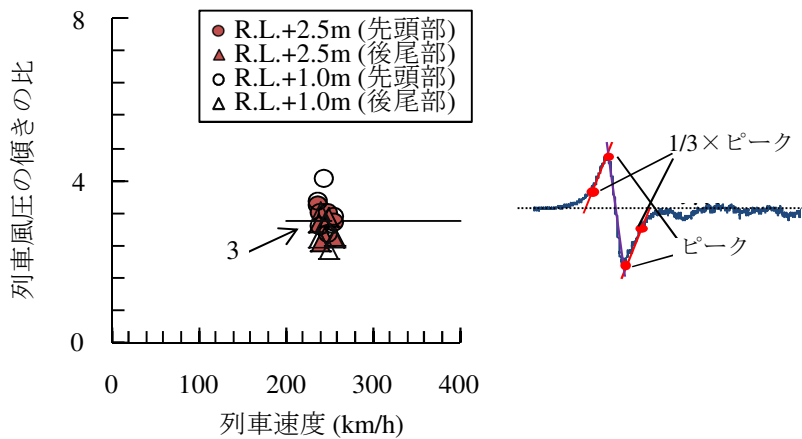 8
4
0
列車風圧の傾きの比
R.L.+2.5m (先頭部)
R.L.+2.5m (後尾部)
R.L.+1.0m (先頭部)
R.L.+1.0m (後尾部)
3
0
100
200
300
400
列車速度 (km/h)
1/3×ピーク
ピーク